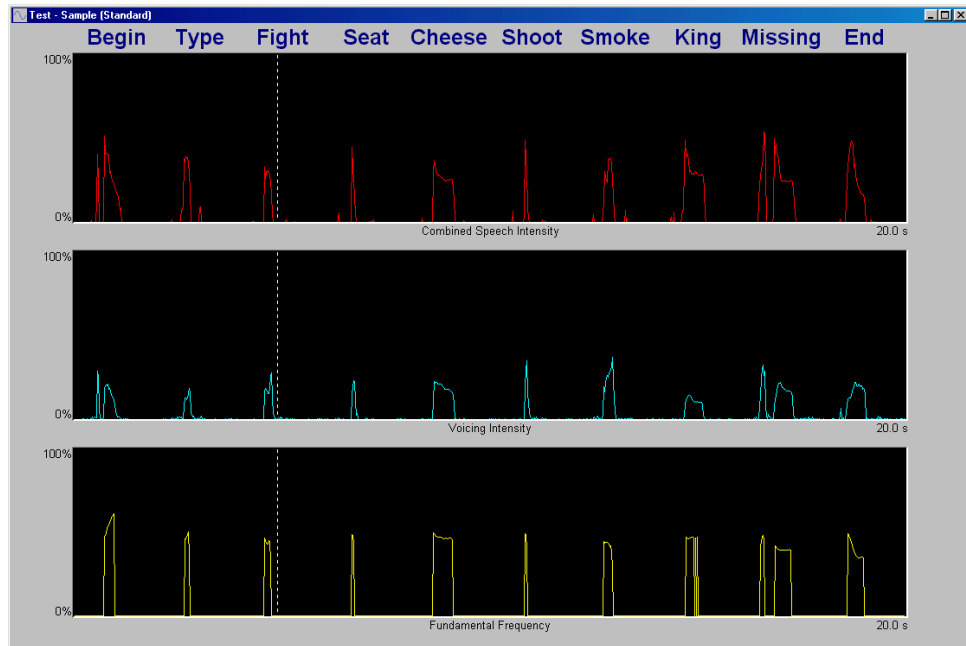 Test - Sample (Standard)
Begin Type Fight Seat Cheese Shoot Smoke King Missing End
100%
0%
Combined Speech Intensity 20.0 s
100%
0%
Voicing Intensity 20.0 s
100%
0%
Fundamental Frequency 20.0 s